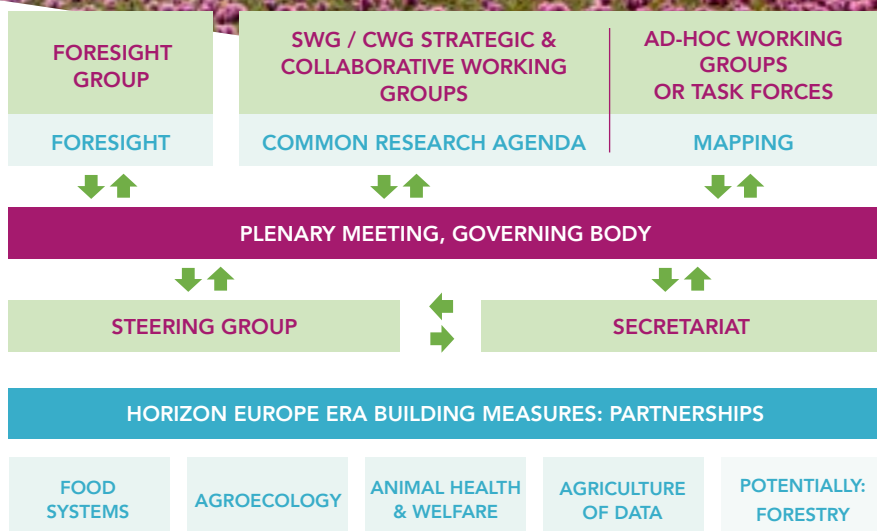 FORESIGHT
GROUP
SWG / CWG STRATEGIC &
COLLABORATIVE WORKING
GROUPS
AD-HOC WORKING
GROUPS
OR TASK FORCES
FORESIGHT
COMMON RESEARCH AGENDA
MAPPING
PLENARY MEETING, GOVERNING BODY
STEERING GROUP
SECRETARIAT
HORIZON EUROPE ERA BUILDING MEASURES: PARTNERSHIPS
FOOD
SYSTEMS
AGROECOLOGY
ANIMAL HEALTH
& WELFARE
AGRICULTURE
OF DATA
POTENTIALLY:
FORESTRY